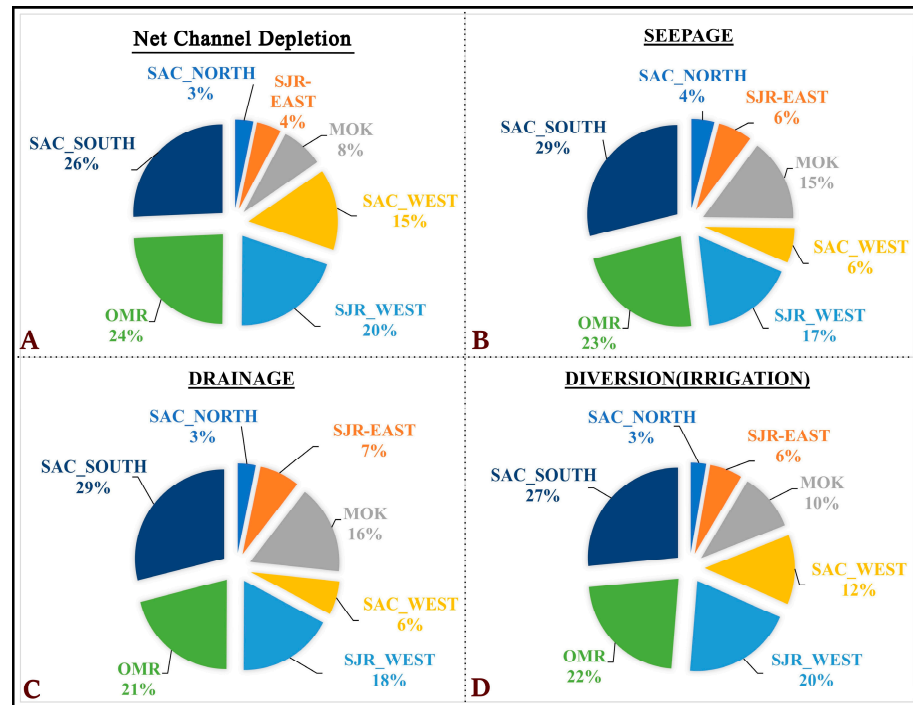 Net Channel Depletion
SAC_NORTH
3%
SJR-
EAST
4%
MOK
8%
SAC_WEST
15%
SJR_WEST
20%
OMR
24%
SAC_SOUTH
26%
A
SEEPAGE
SAC_NORTH
4%
SJR-EAST
6%
MOK
15%
SAC_WEST
6%
SJR_WEST
17%
OMR
23%
SAC_SOUTH
29%
B
DRAINAGE
SAC_NORTH
3%
SJR-EAST
7%
MOK
16%
SAC_WEST
6%
SJR_WEST
18%
OMR
21%
SAC_SOUTH
29%
C
DIVERSION(IRRIGATION)
SAC_NORTH
3%
SJR-EAST
6%
MOK
10%
SAC_WEST
12%
SJR_WEST
20%
OMR
22%
SAC_SOUTH
27%
D